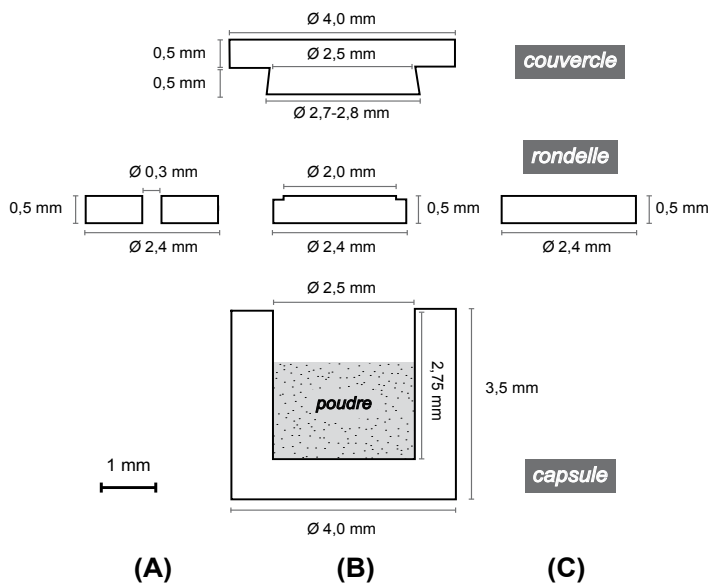 Ø 4,0 mm
0,5 mm
Ø 2,5 mm
couvercle
0,5 mm
Ø 2,7-2,8 mm
rondelle
Ø 0,3 mm
Ø 2,0 mm
0,5 mm
0,5 mm
0,5 mm
Ø 2,4 mm
Ø 2,4 mm
Ø 2,4 mm
Ø 2,5 mm
2,75 mm
3,5 mm
poudre
1 mm
capsule
Ø 4,0 mm
(A)
(B)
(C)